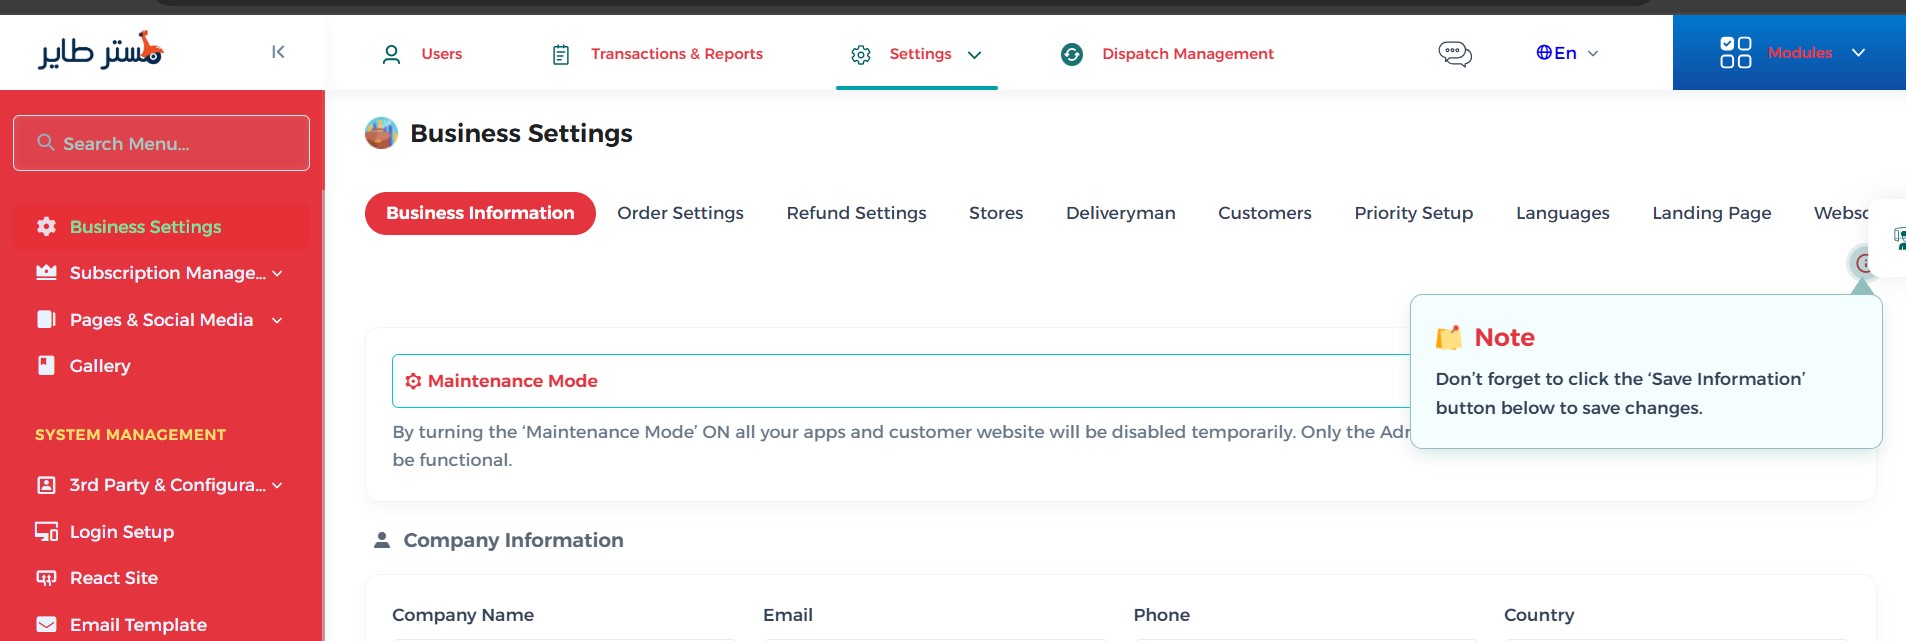 مستر طاير
Users
Transactions & Reports
Settings
Dispatch Management
En
Modules
Search Menu...
Business Settings
Subscription Manage...
Pages & Social Media
Gallery
SYSTEM MANAGEMENT
3rd Party & Configura...
Login Setup
React Site
Email Template
Business Settings
Business Information
Order Settings
Refund Settings
Stores
Deliveryman
Customers
Priority Setup
Languages
Landing Page
Note
Don’t forget to click the ‘Save Information’
button below to save changes.
Maintenance Mode
By turning the ‘Maintenance Mode’ ON all your apps and customer website will be disabled temporarily. Only the
be functional.
Company Information
Company Name
Email
Phone
Country